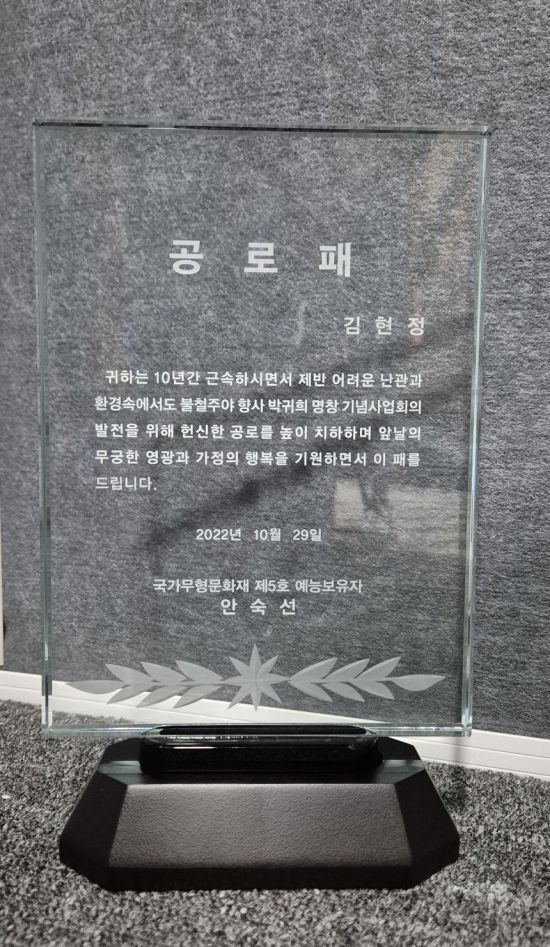 공 로 패
김 현 정
귀하는 10년간 근속하시면서 제반 어려운 난관과
환경속에서도 불철주야 향사 박귀희 명창 기념사업회의
발전을 위해 헌신한 공로를 높이 치하하며 앞날의
무궁한 영광과 가정의 행복을 기원하면서 이 패를
드립니다.
2022년 10월 29일
국가무형문화재 제5호 예능보유자
안 숙 선